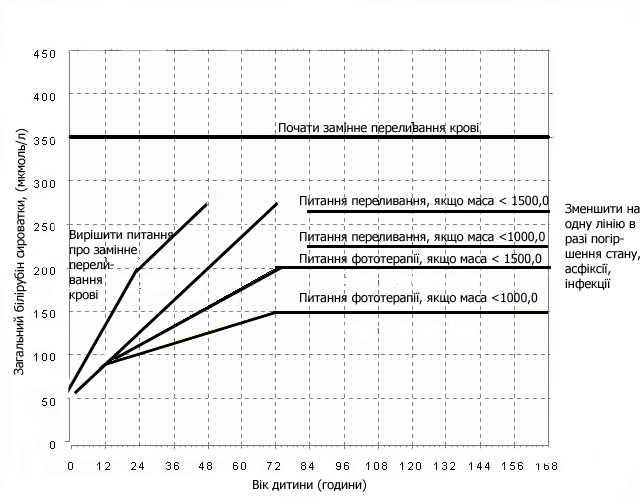 450
400
350
300
250
200
150
100
50
0
Загальний білірубін сироватки, (мкмоль/л)
Почати замінне переливання крові
Питання переливання, якщо маса < 1500,0
Вирішити питання
про замінне
перели-
вання
крові
Питання переливання, якщо маса <1000,0
Питання фототерапії, якщо маса < 1500,0
Питання фототерапії, якщо маса <1000,0
Зменшити на
одну лінію в
разі погір-
шення стану,
асфіксії,
інфекції
0 12 24 36 48 60 72 84 96 108 120 132 144 156 168
Вік дитини (години)